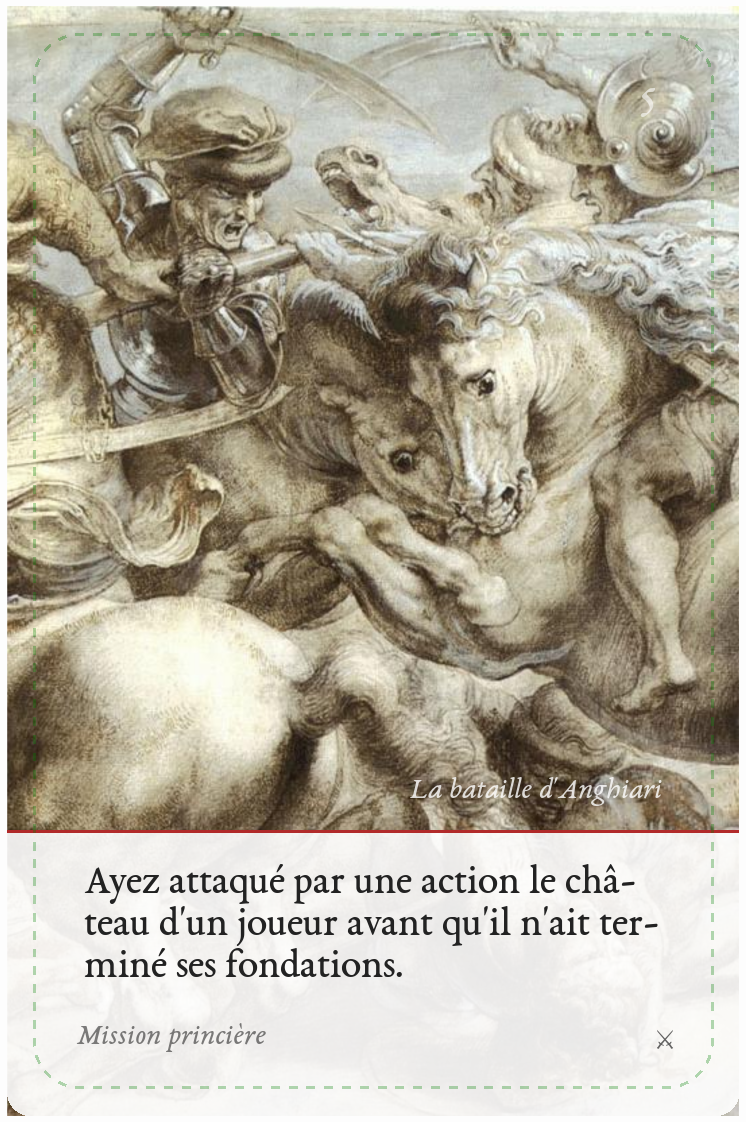 5
La bataille d'Anghiari
Ayez attaqué par une action le châ-
teau d'un joueur avant qu'il n'ait ter-
miné ses fondations.
Mission princière